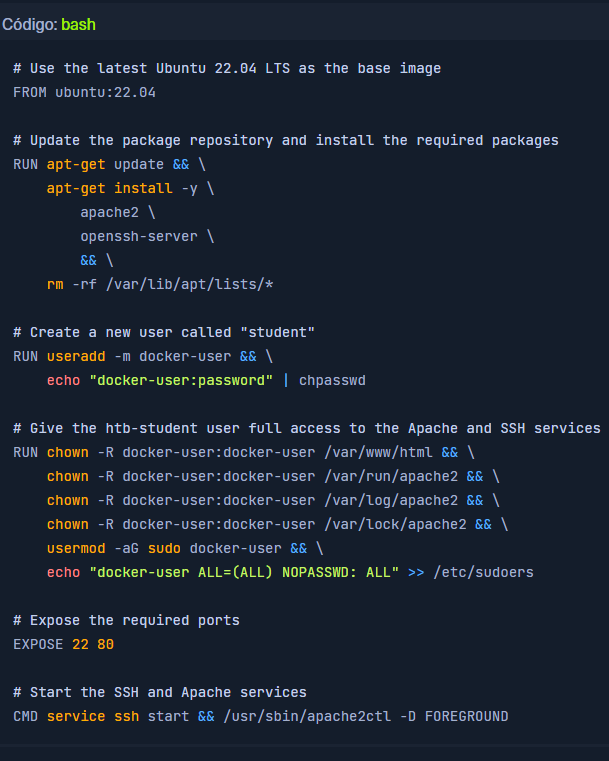 Código: bash
# Use the latest Ubuntu 22.04 LTS as the base image
FROM ubuntu:22.04
# Update the package repository and install the required packages
RUN apt-get update && \
    apt-get install -y \
        apache2 \
        openssh-server \
        && \
    rm -rf /var/lib/apt/lists/*
# Create a new user called "student"
RUN useradd -m docker-user && \
    echo "docker-user:password" | chpasswd
# Give the htb-student user full access to the Apache and SSH services
RUN chown -R docker-user:docker-user /var/www/html && \
    chown -R docker-user:docker-user /var/run/apache2 && \
    chown -R docker-user:docker-user /var/log/apache2 && \
    chown -R docker-user:docker-user /var/lock/apache2 && \
    usermod -aG sudo docker-user && \
    echo "docker-user ALL=(ALL) NOPASSWD: ALL" >> /etc/sudoers
# Expose the required ports
EXPOSE 22 80
# Start the SSH and Apache services
CMD service ssh start && /usr/sbin/apache2ctl -D FOREGROUND